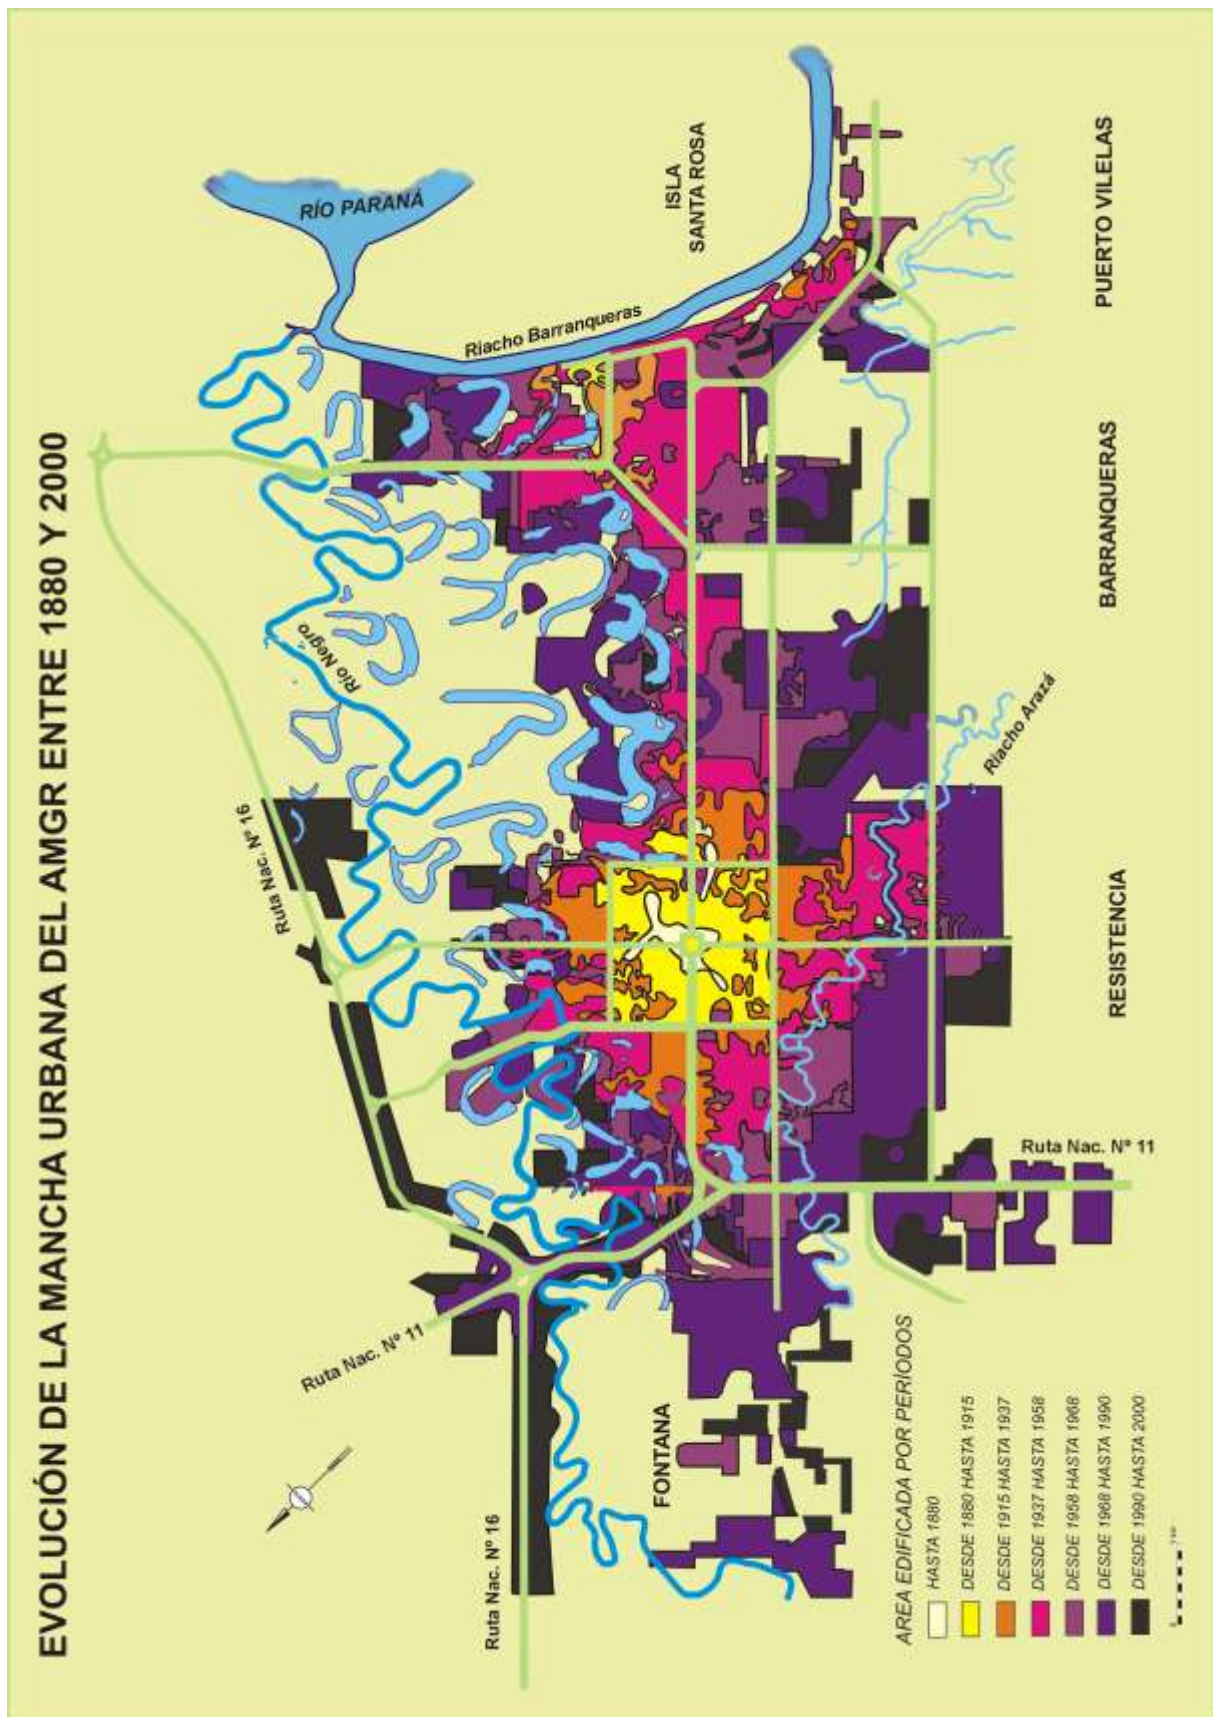 EVOLUCIÓN DE LA MANCHA URBANA DEL AMGR ENTRE 1880 Y 2000
RÍO PARANÁ
ISLA
SANTA ROSA
Riacho Barranqueras
Río Negro
Ruta Nac. Nº 16
Ruta Nac. Nº 11
Ruta Nac. Nº 16
FONTANA
RESISTENCIA
BARRANQUERAS
PUERTO VILELAS
Riacho Arazá
Ruta Nac. Nº 11
AREA EDIFICADA POR PERÍODOS
HASTA 1880
DESDE 1880 HASTA 1915
DESDE 1915 HASTA 1937
DESDE 1937 HASTA 1958
DESDE 1958 HASTA 1968
DESDE 1968 HASTA 1990
DESDE 1990 HASTA 2000